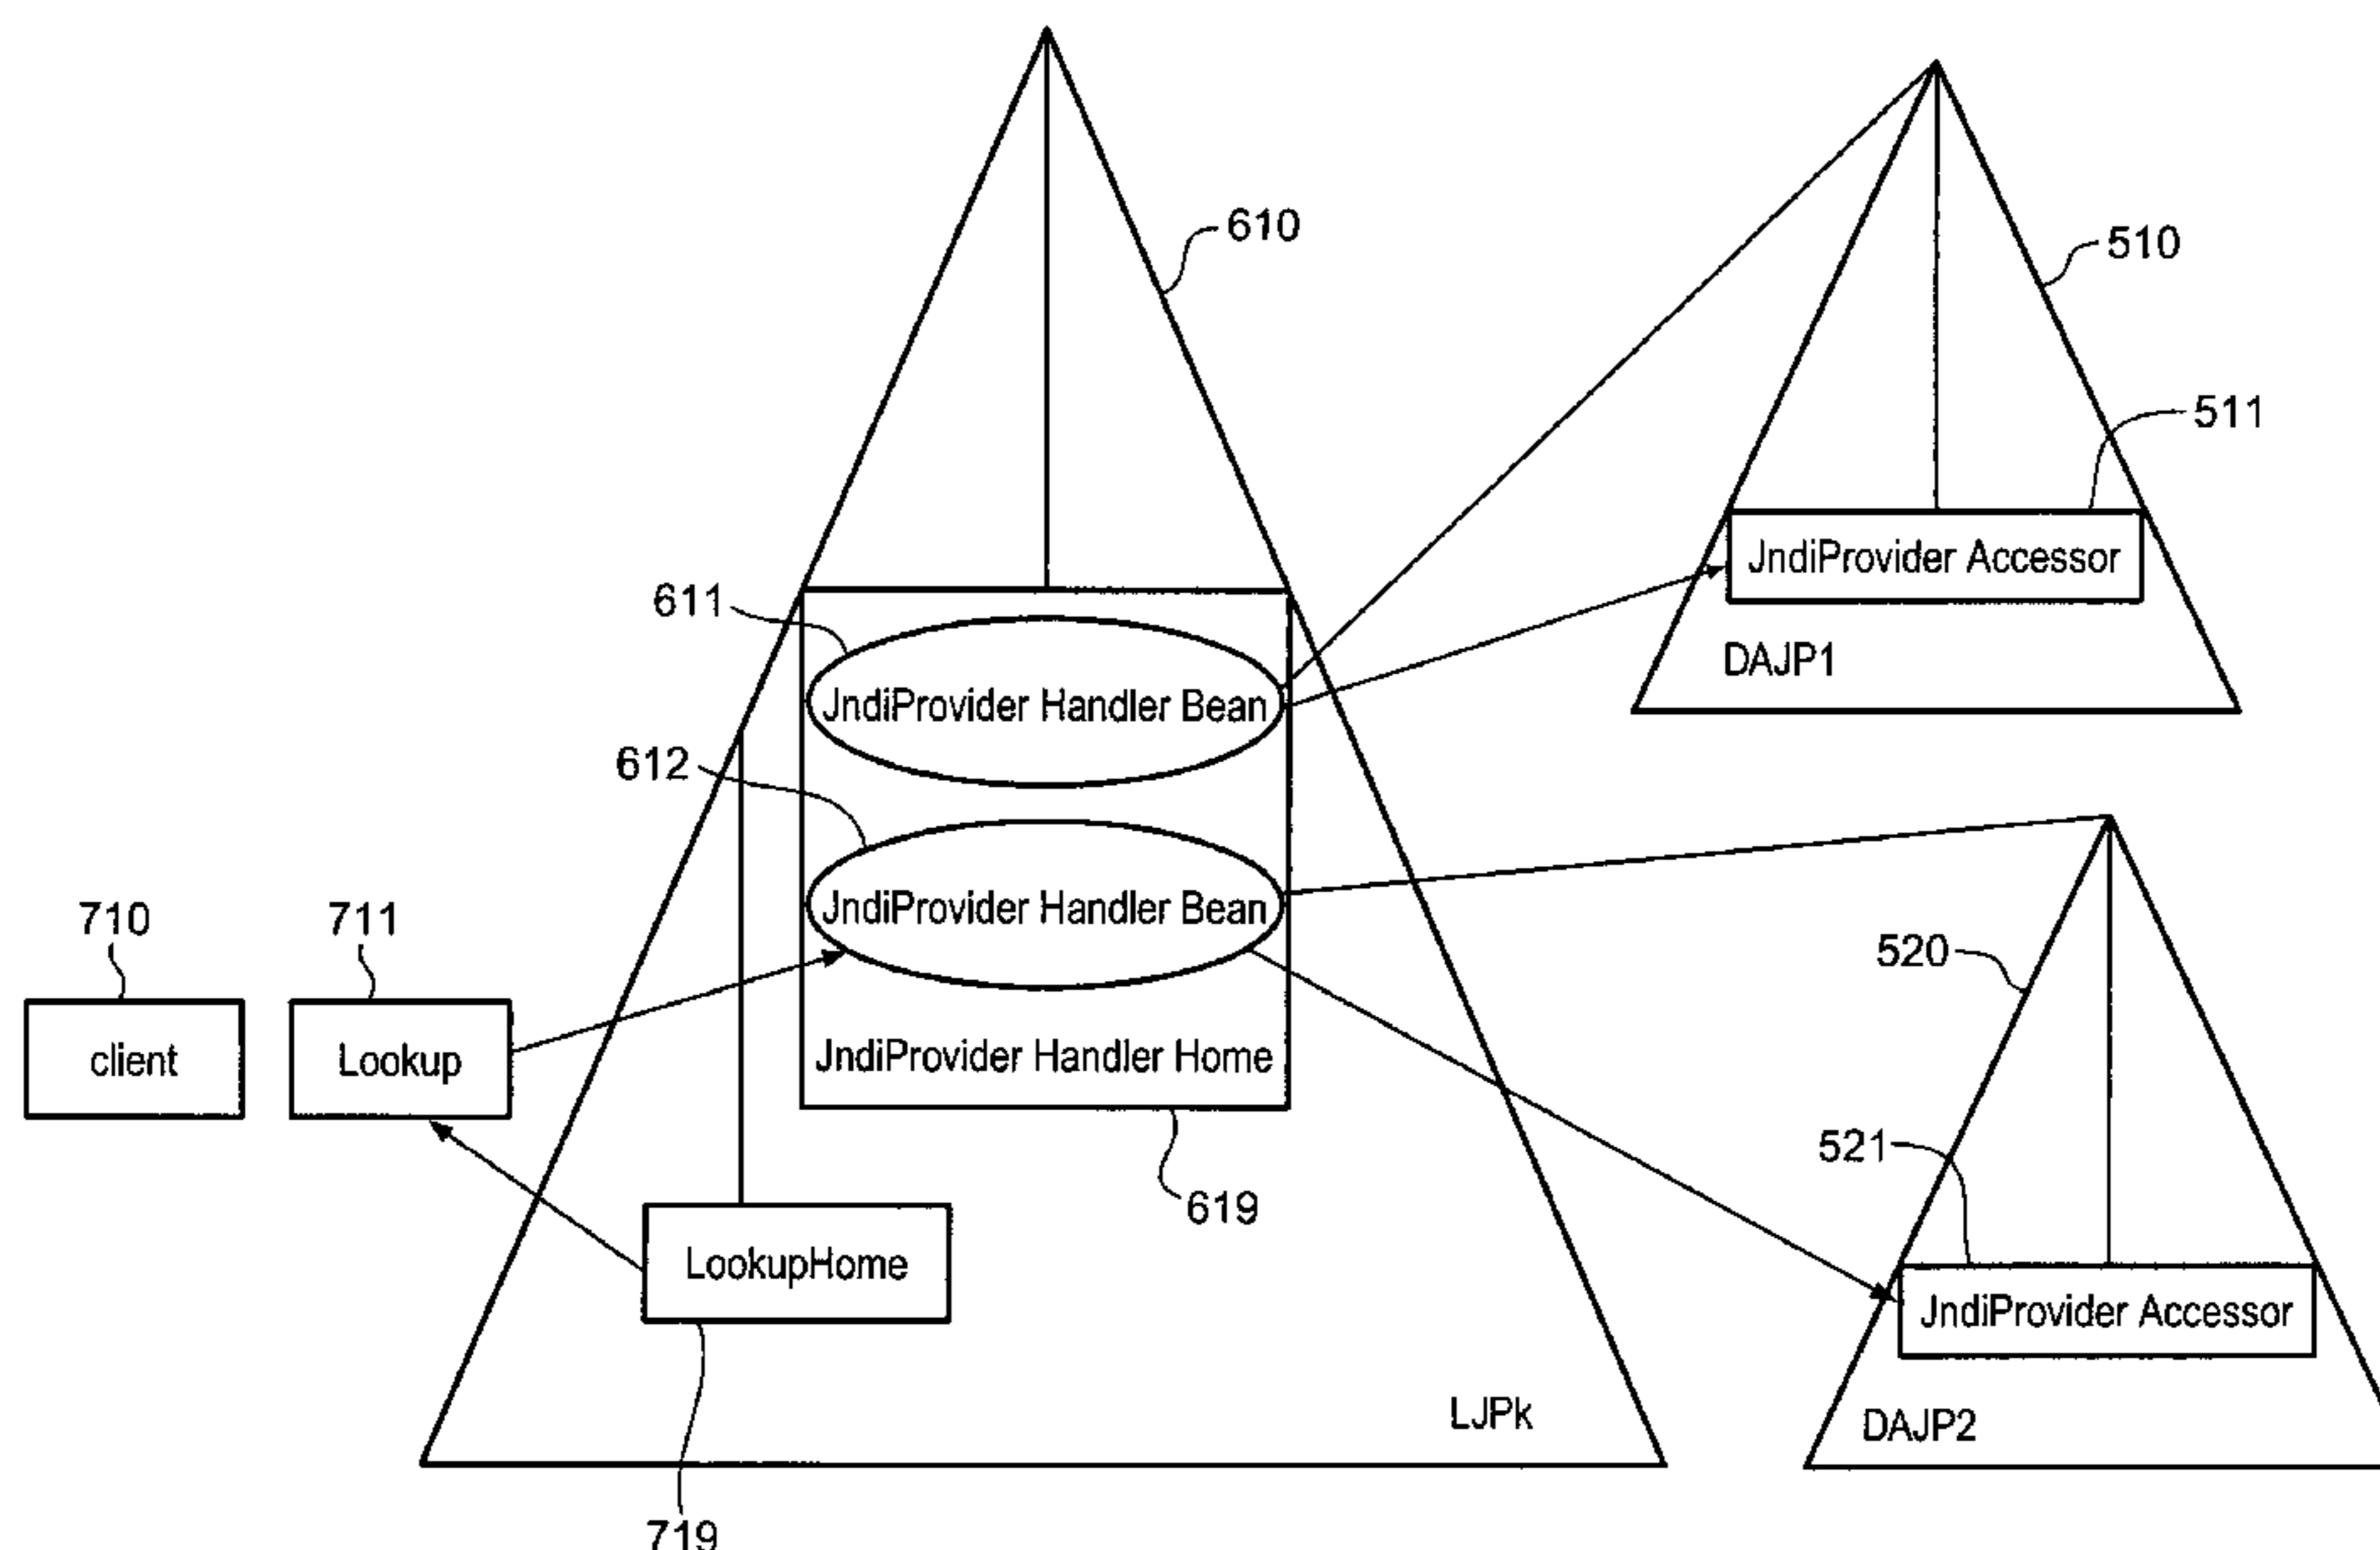 610
510
511
JndiProvider Accessor
611
DAJP1
JndiProvider Handler Bean
612
JndiProvider Handler Bean
710
711
520
client
Lookup
JndiProvider Handler Home
521
619
LookupHome
JndiProvider Accessor
LJPk
DAJP2
719